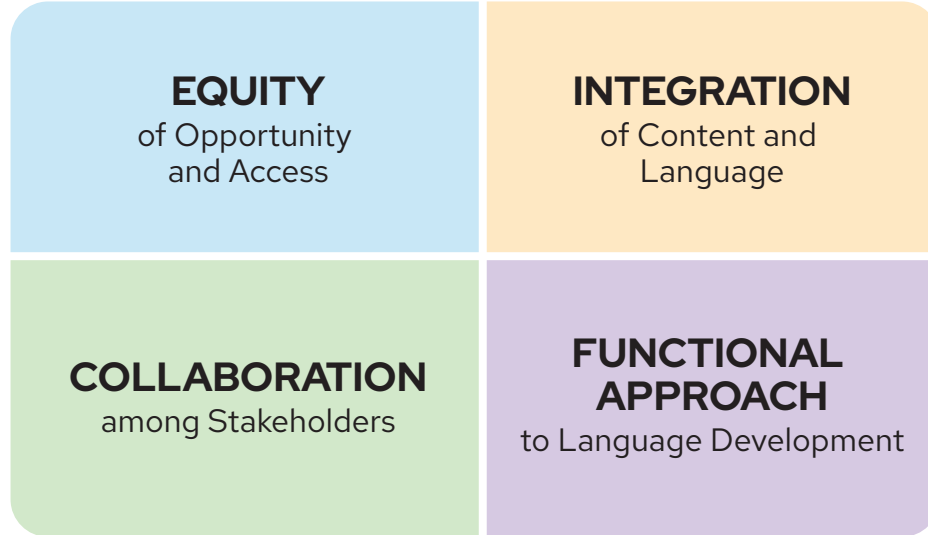 EQUITY
of Opportunity
and Access
INTEGRATION
of Content and
Language
COLLABORATION
among Stakeholders
FUNCTIONAL
APPROACH
to Language Development